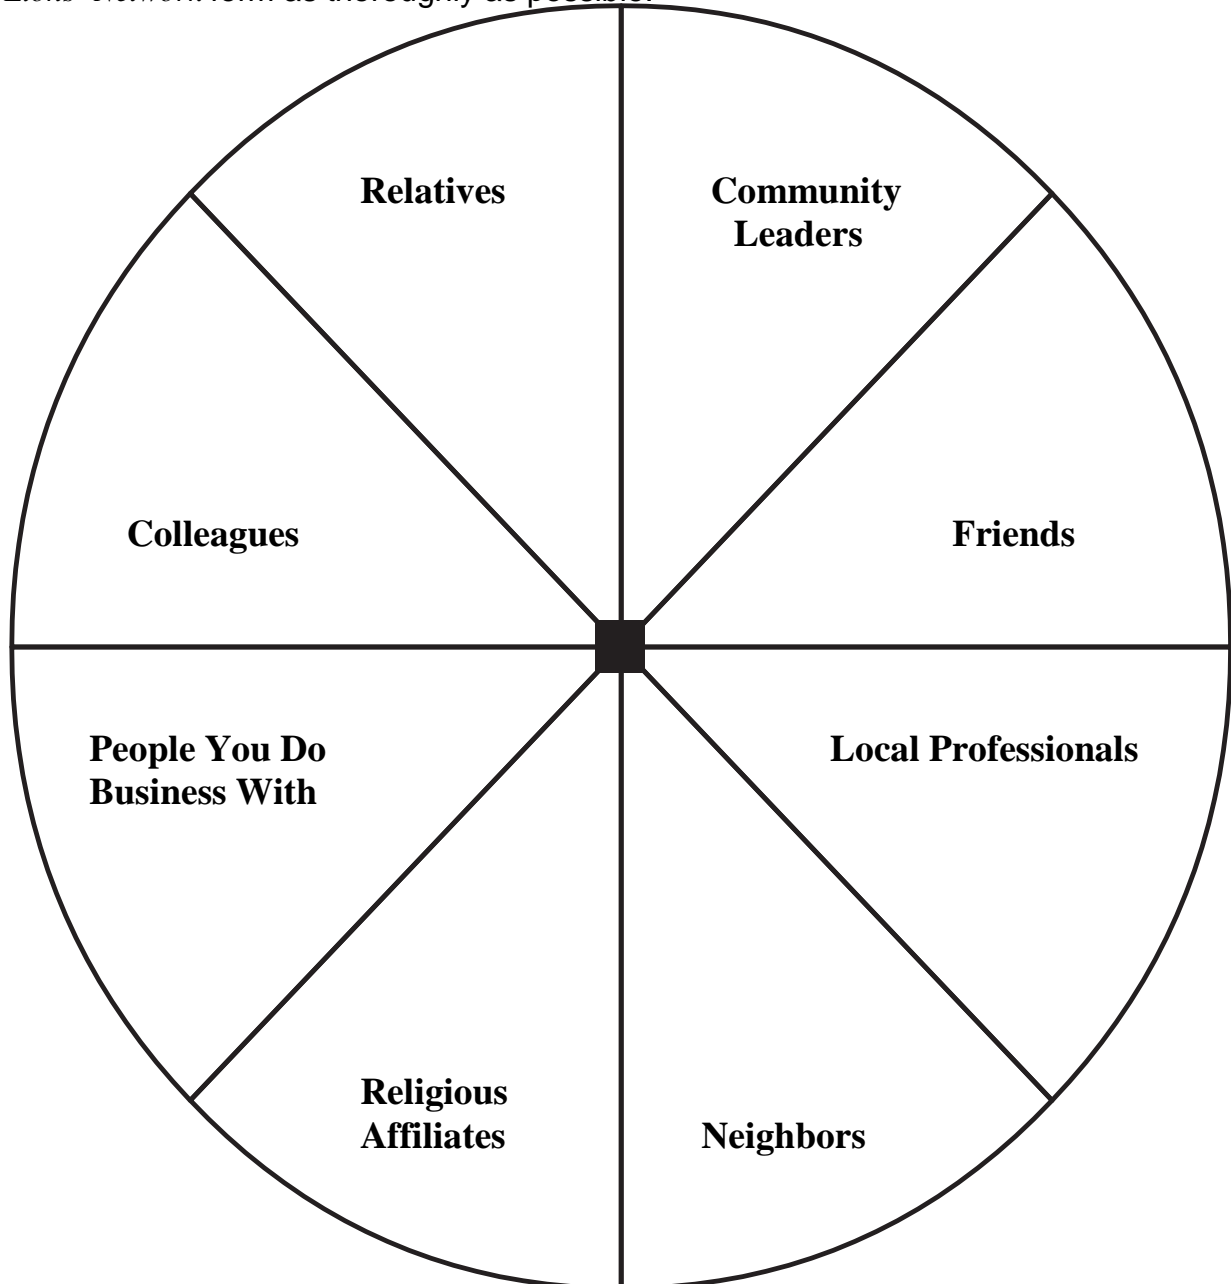 Network form as thoroughly as possible.
Relatives
Community
Leaders
Colleagues
Friends
People You Do
Business With
Local Professionals
Religious
Affiliates
Neighbors